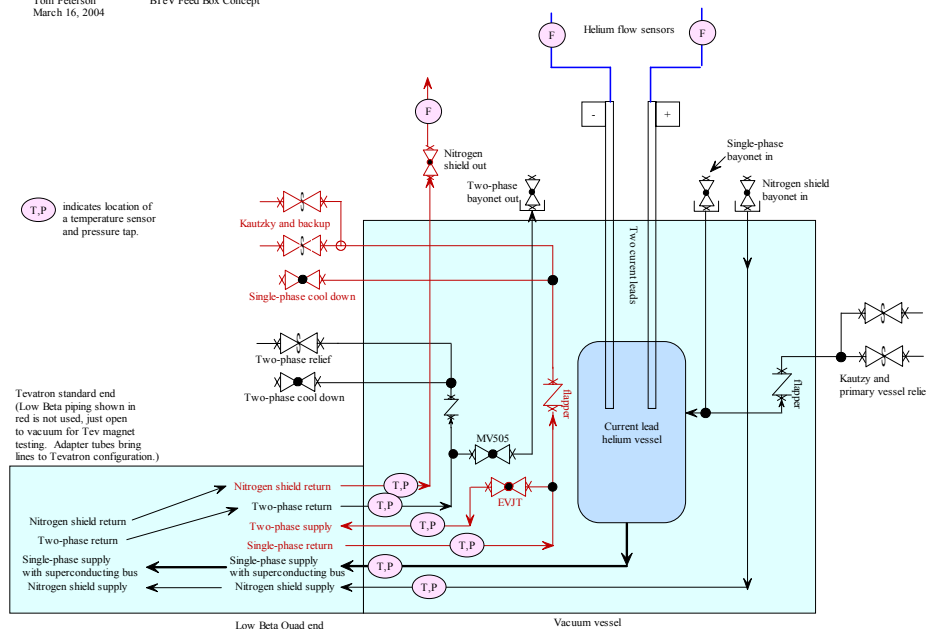 Tom Peterson
BTeV Feed Box Concept
March 16, 2004
F
Helium flow sensors
F
F
-
+
Nitrogen
shield out
Single-phase
bayonet in
Two-phase
bayonet out
Nitrogen shield
bayonet in
T,P
indicates location of
a temperature sensor
and pressure tap.
Kautzky and backup
Two curent leads
Single-phase cool down
Two-phase relief
Two-phase cool down
flapper
flapper
Kautzy and
primary vessel relie
Tevatron standard end
(Low Beta piping shown in
red is not used, just open
to vacuum for Tev magnet
testing. Adapter tubes bring
lines to Tevatron configuration.)
Current lead
helium vessel
MV505
Nitrogen shield return
T,P
EVJT
Two-phase return
T,P
Nitrogen shield return
Two-phase supply
T,P
Two-phase return
Single-phase return
T,P
Single-phase supply
with superconducting bus
Single-phase supply
with superconducting bus
T,P
Nitrogen shield supply
Nitrogen shield supply
T,P
Low Beta Quad end
Vacuum vessel